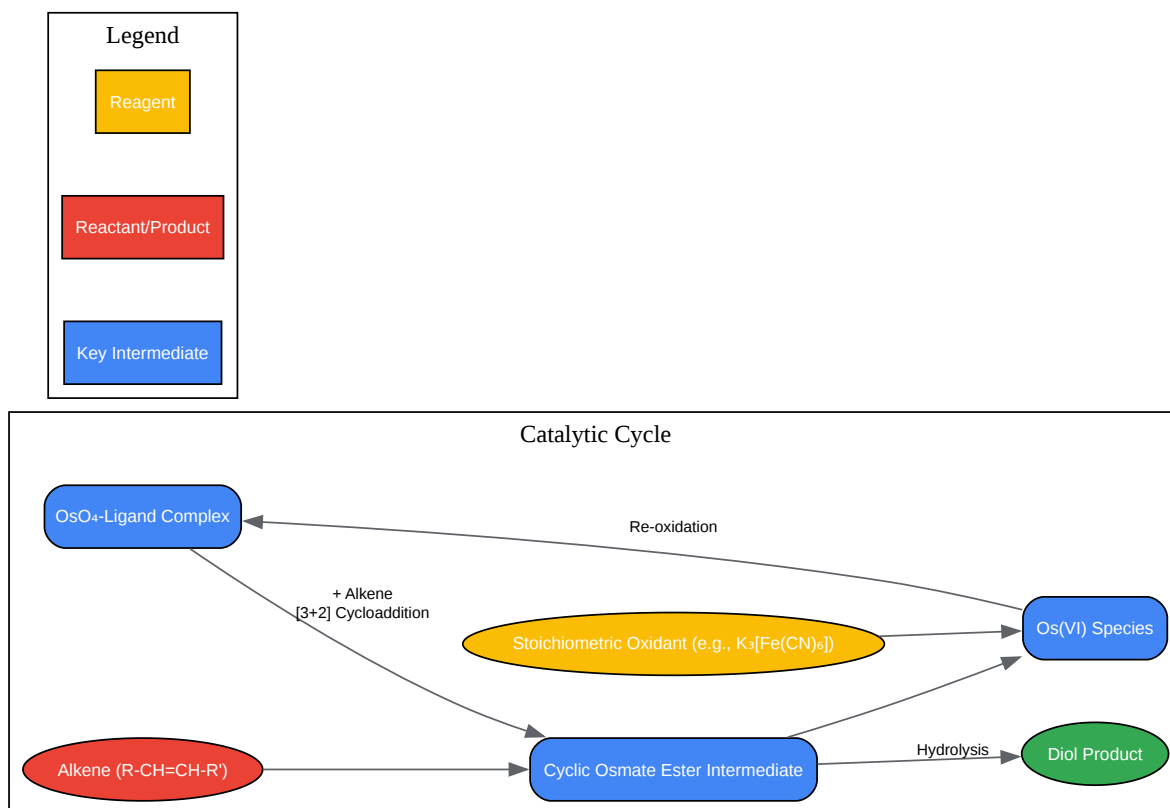 Legend
Reagent
Reactant/Product
Key Intermediate
Catalytic Cycle
OsO₄-Ligand Complex
Re-oxidation
+ Alkene
[3+2] Cycloaddition
Stoichiometric Oxidant (e.g., K₃[Fe(CN)₆])
Os(VI) Species
Alkene (R-CH=CH-R')
Cyclic Osmate Ester Intermediate
Hydrolysis
Diol Product